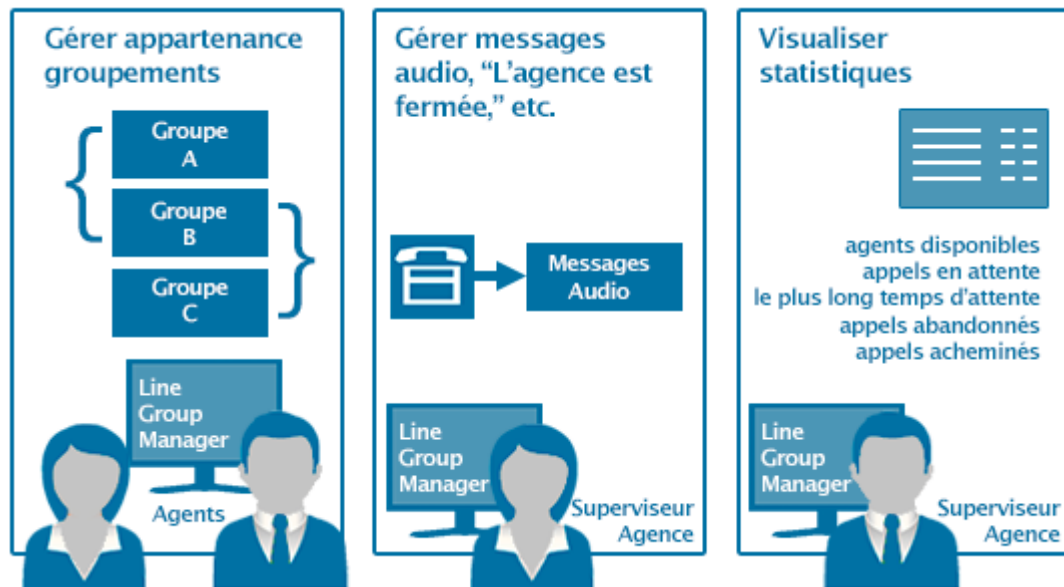 Gérer appartenance
groupements
Groupe
A
Groupe
B
Groupe
C
Line
Group
Manager
Agents
Gérer messages
audio, “L’agence est
fermée,” etc.
Messages
Audio
Line
Group
Manager
Superviseur
Agence
Visualiser
statistiques
agents disponibles
appels en attente
le plus long temps d’attente
appels abandonnés
appels acheminés
Line
Group
Manager
Superviseur
Agence